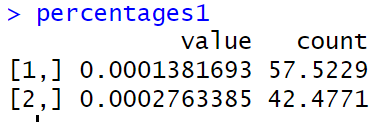 > percentages1
value count
[1,] 0.0001381693 57.5229
[2,] 0.0002763385 42.4771